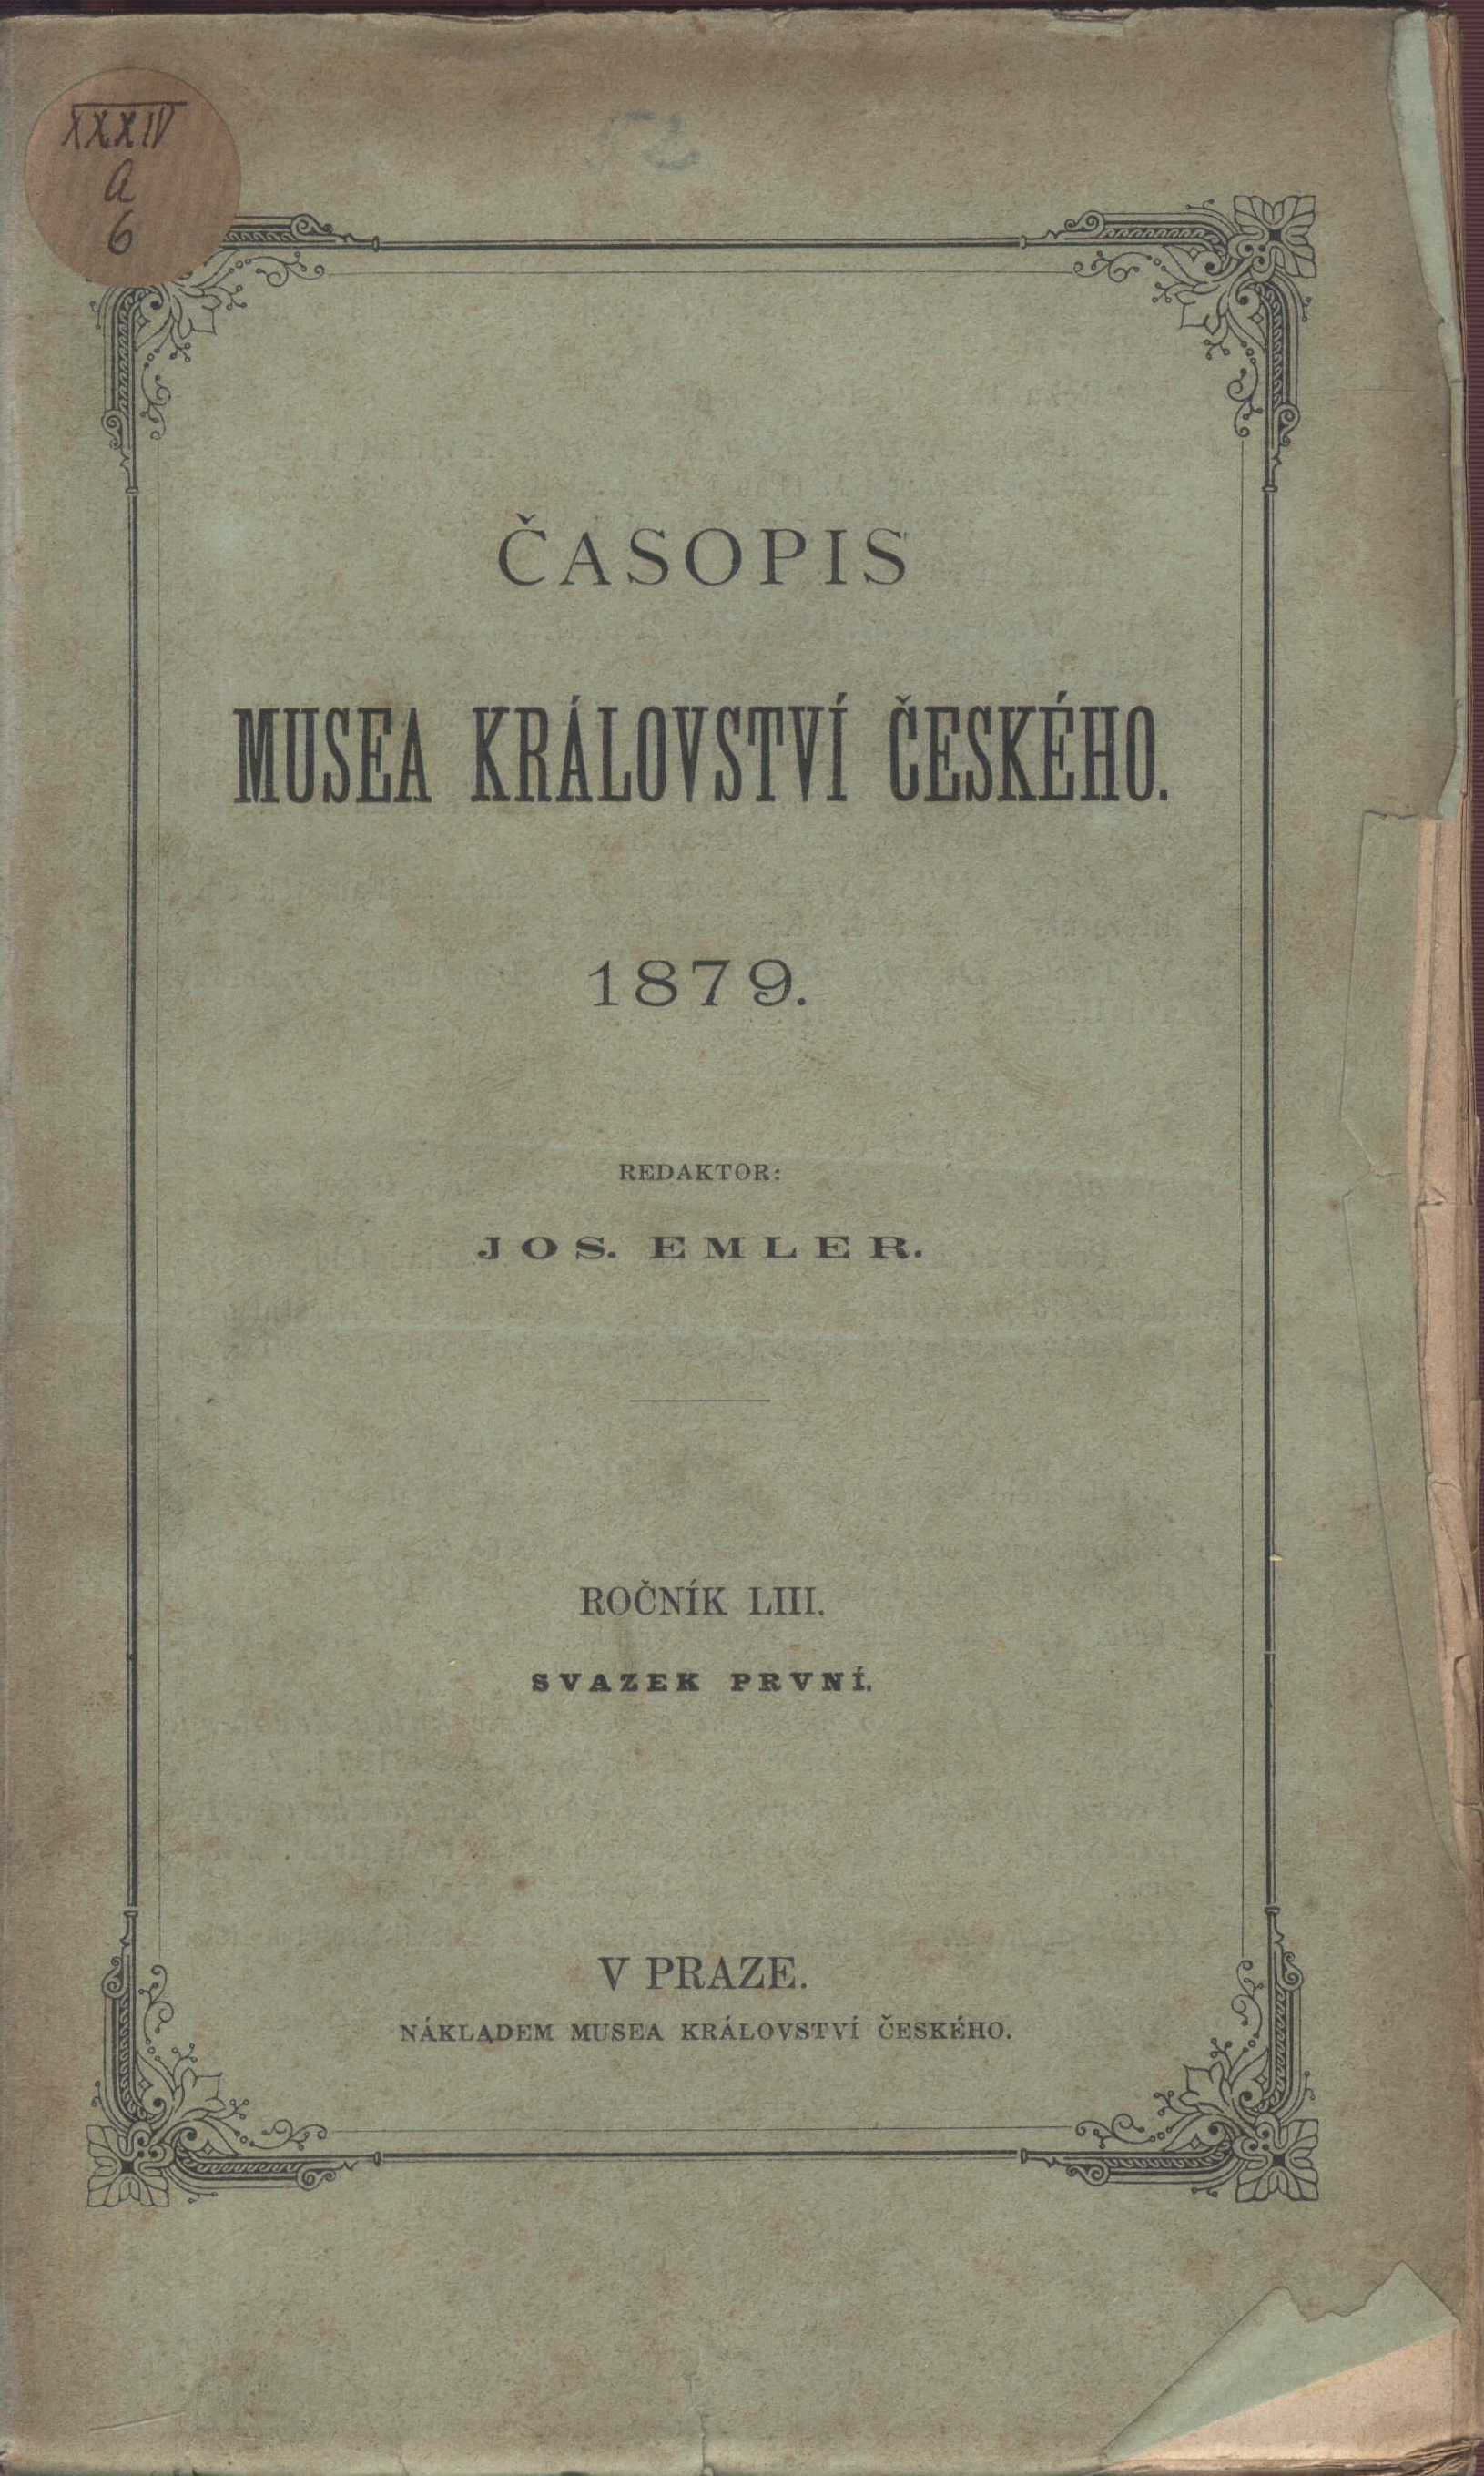 XXXIV
a
6
ČASOPIS
MUSEA KRÁLOVSTVÍ ČESKÉHO.
1879.
REDAKTOR:
JOS. EMLER.
ROČNÍK LIII.
SVAZEK PRVNÍ.
V PRAZE.
NÁKLADEM MUSEA KRÁLOVSTVÍ ČESKÉHO.